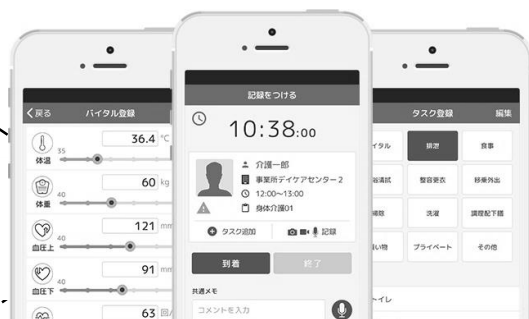 戻る バイタル登録
体温
35
36.4 °C
体重
40
60 kg
血圧上
40
121 mm
血圧下
40
91 mm
63 回/
記録をつける
10:38:00
介護一郎
事業所デイケアセンター2
12:00~13:00
身体介護01
タスク追加
記録
到着
終了
共通メモ
コメントを入力
タスク登録 編集
イタル
排泄
食事
浴清拭
整容更衣
移乗外出
掃除
洗濯
調理配下膳
買い物
プライベート
その他
トイレ